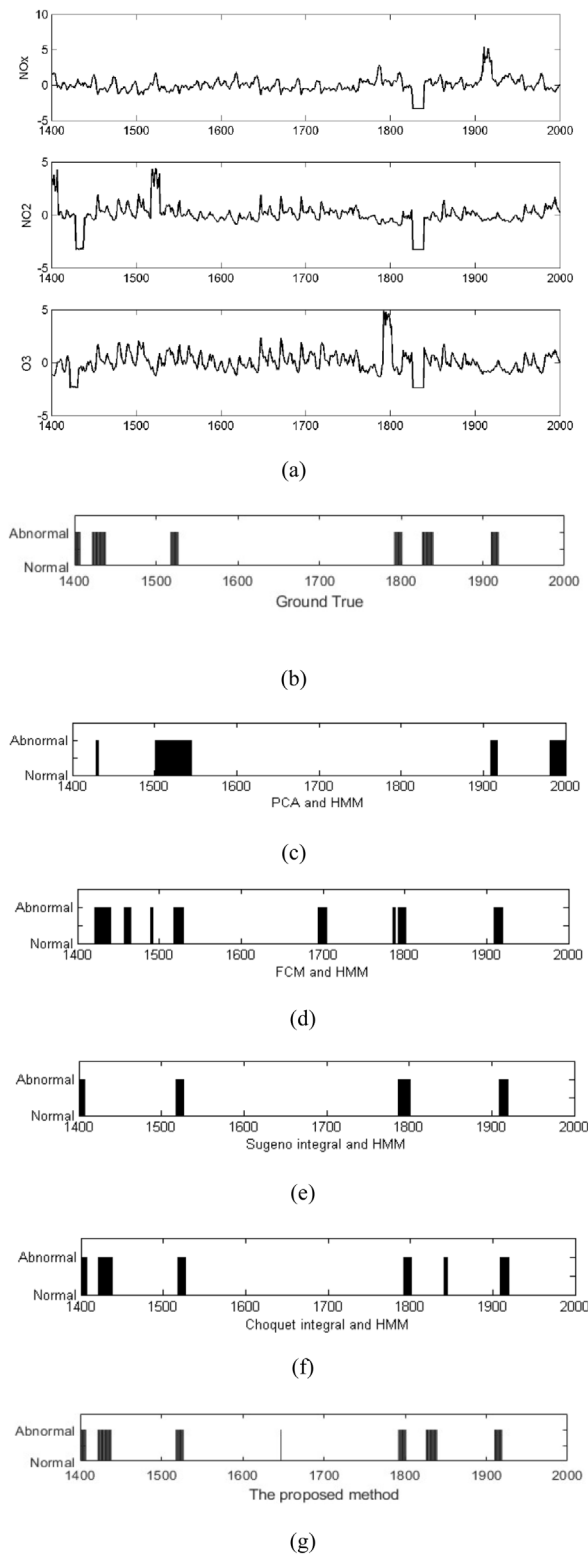 10
5
0
-5
NOx
1400 1500 1600 1700 1800 1900 2000
5
0
-5
NO2
1400 1500 1600 1700 1800 1900 2000
5
0
-5
O3
1400 1500 1600 1700 1800 1900 2000
(a)
Abnormal
Normal
1400 1500 1600 1700 1800 1900 2000
Ground True
(b)
Abnormal
Normal
1400 1500 1600 1700 1800 1900 2000
PCA and HMM
(c)
Abnormal
Normal
1400 1500 1600 1700 1800 1900 2000
FCM and HMM
(d)
Abnormal
Normal
1400 1500 1600 1700 1800 1900 2000
Sugeno integral and HMM
(e)
Abnormal
Normal
1400 1500 1600 1700 1800 1900 2000
Choquet integral and HMM
(f)
Abnormal
Normal
1400 1500 1600 1700 1800 1900 2000
The proposed method
(g)